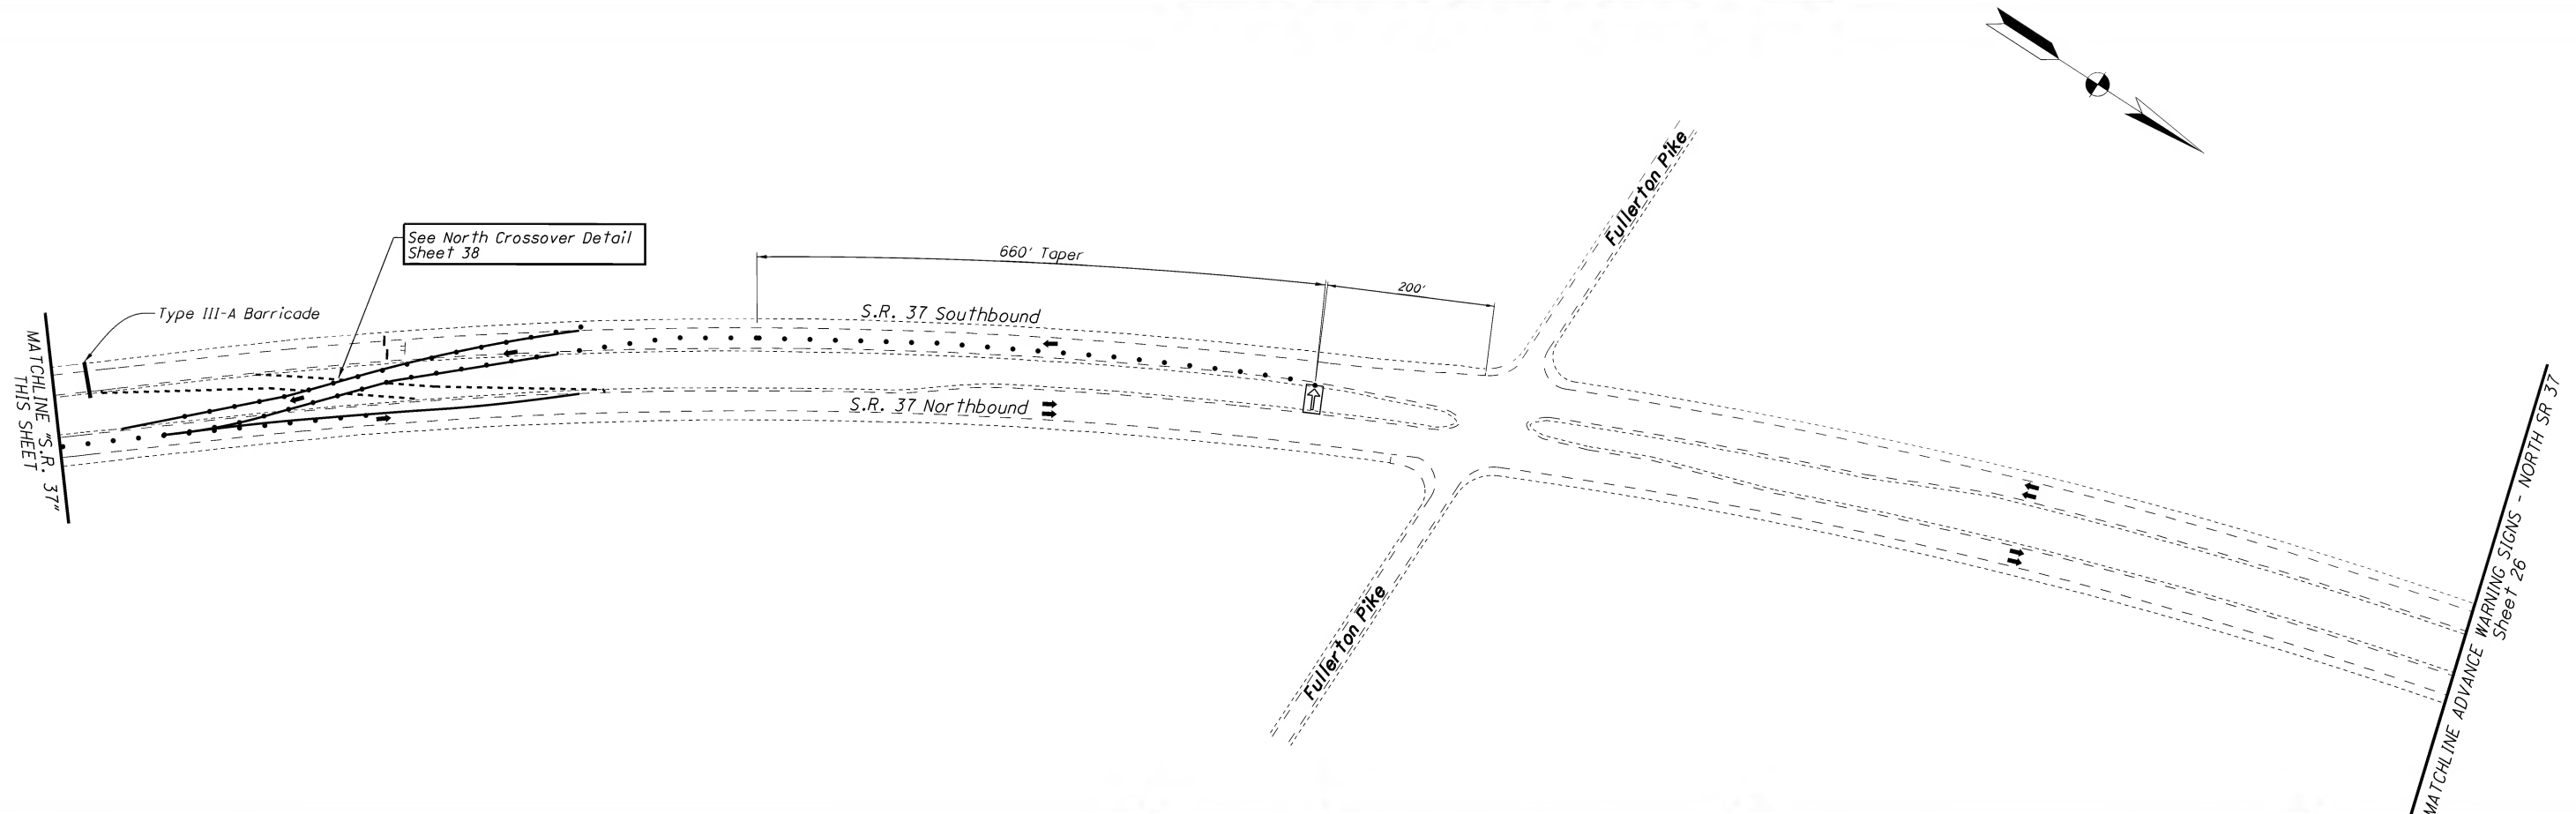 Fullerton Pike
See North Crossover Detail
Sheet 38
660' Taper
200'
Type III-A Barricade
S.R. 37 Southbound
S.R. 37 Northbound
MATCHLINE "S.R. 37"
THIS SHEET
Fullerton Pike
MATCHLINE ADVANCE WARNING SIGNS - NORTH SR 37
Sheet 26